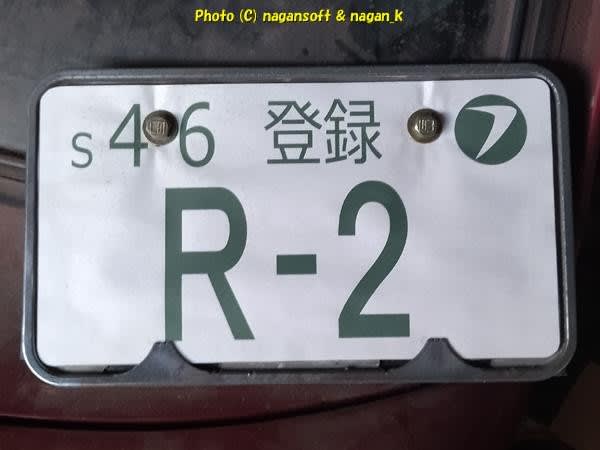 Photo (C) nagansoft & nagan_k
S46 登録
R-2